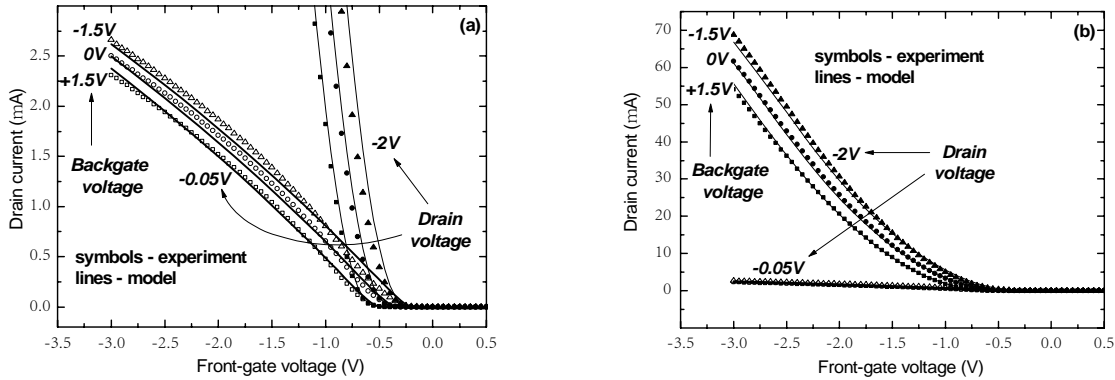 (a)
2.5
2.0
1.5
1.0
0.5
0.0
Drain current (mA)
-1.5V
0V
+1.5V
Backgate
voltage
-0.05V
-2V
Drain
voltage
symbols - experiment
lines - model
-3.5 -3.0 -2.5 -2.0 -1.5 -1.0 -0.5 0.0 0.5
Front-gate voltage (V)
(b)
70
60
50
40
30
20
10
0
Drain current (mA)
-1.5V
0V
+1.5V
symbols - experiment
lines - model
Backgate
voltage
-2V
Drain
voltage
-0.05V
-3.5 -3.0 -2.5 -2.0 -1.5 -1.0 -0.5 0.0 0.5
Front-gate voltage (V)